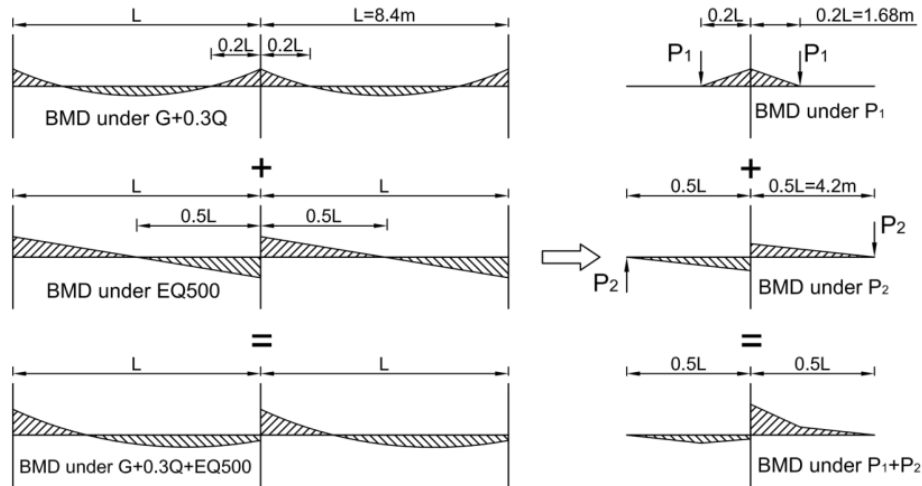 L
L=8.4m
0.2L
0.2L
BMD under G+0.3Q
0.2L
0.2L=1.68m
P₁
P₁
BMD under P₁
+
+
L
L
0.5L
0.5L
BMD under EQ500
0.5L
0.5L=4.2m
P₂
P₂
BMD under P₂
=
=
L
L
BMD under G+0.3Q+EQ500
0.5L
0.5L
BMD under P₁+P₂